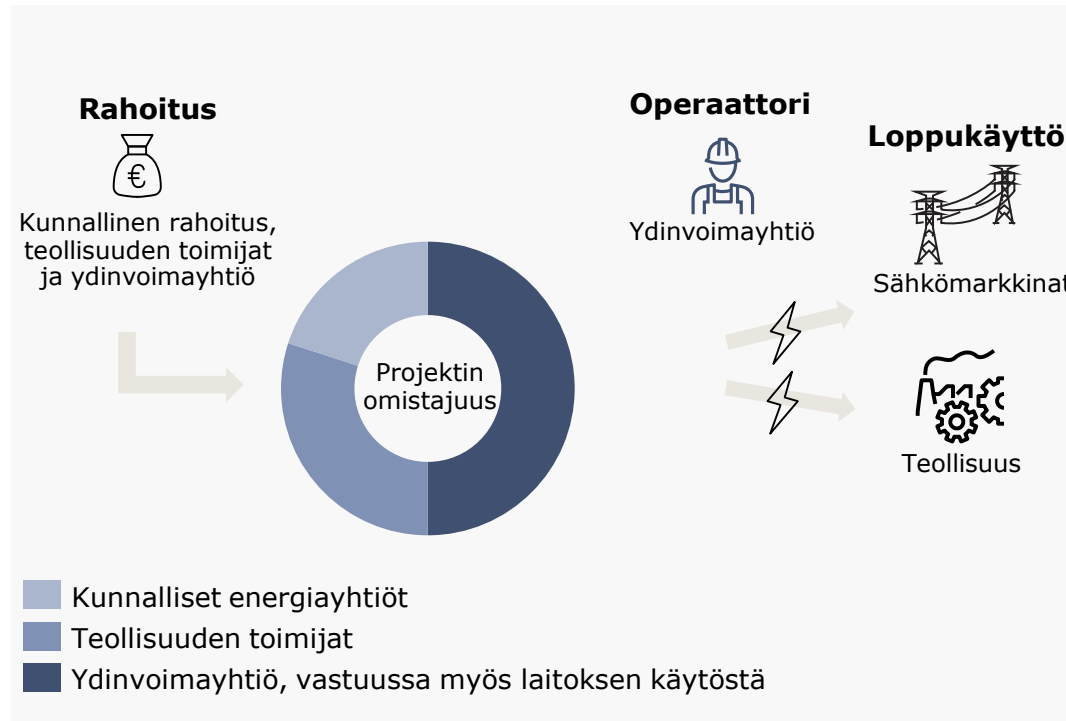 Rahoitus
€
Kunnallinen rahoitus,
teollisuuden toimijat
ja ydinvoimayhtiö
Projektin
omistajuus
Operaattori
Ydinvoimayhtiö
Loppukäyttö
Sähkömarkkinat
Teollisuus
Kunnalliset energiayhtiöt
Teollisuuden toimijat
Ydinvoimayhtiö, vastuussa myös laitoksen käytöstä